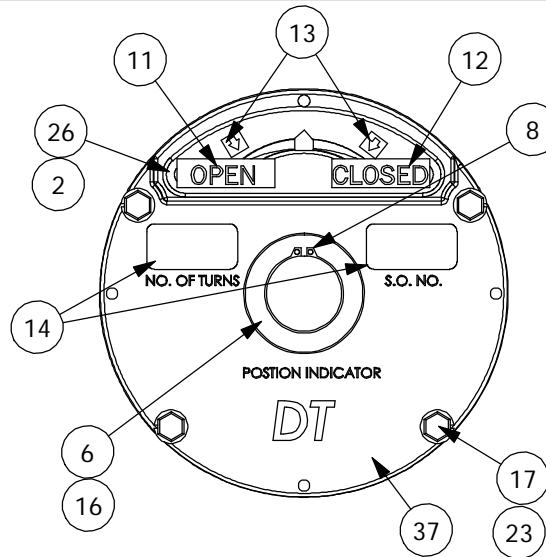 13
11
12
8
26
2
OPEN
CLOSED
NO. OF TURNS
S.O. NO.
14
POSTION INDICATOR
DT
6
16
37
17
23